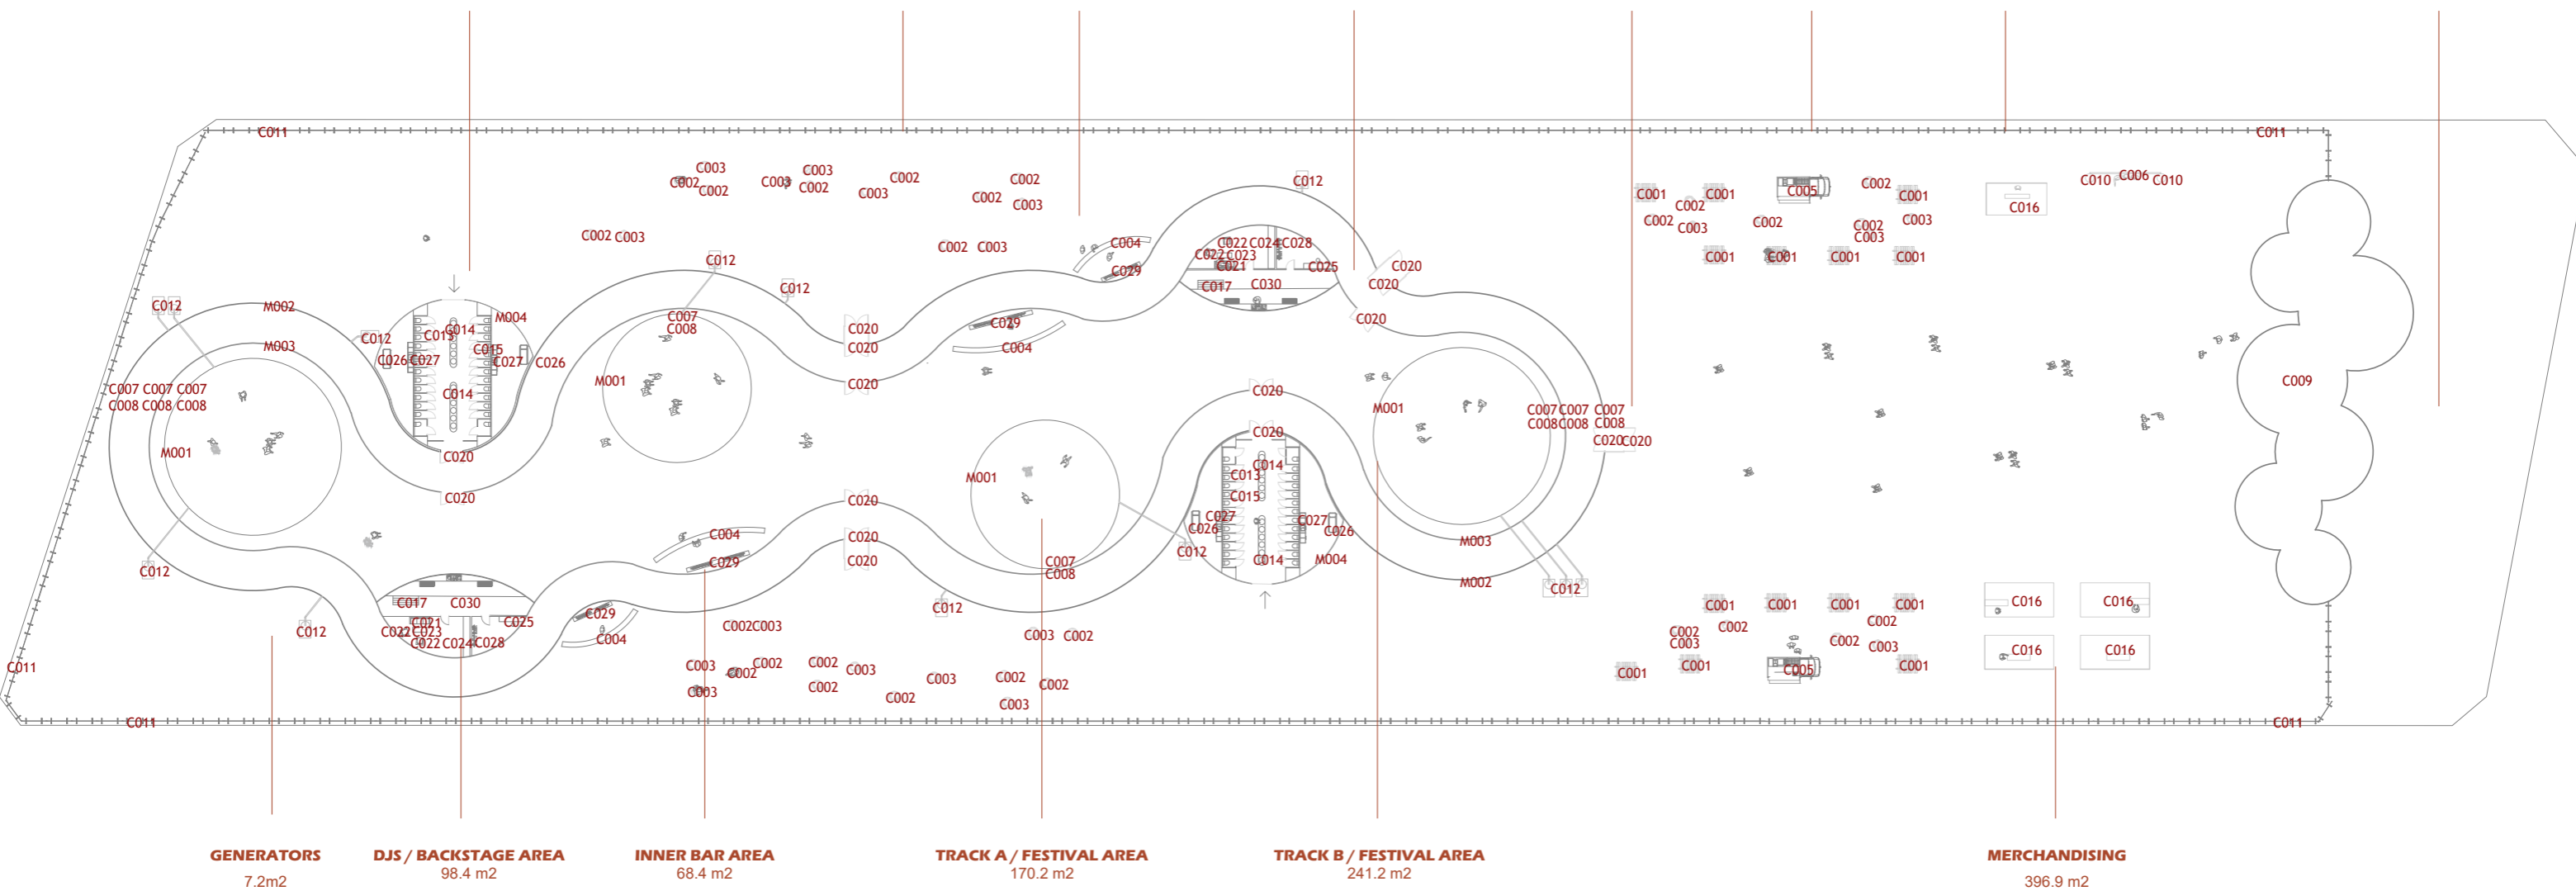 C011 C011
C003 C003
C002 C003 C002 C002 C002 C010 C006 C010
C002 C003 C002 C002 C012 C001 C001 C005 C002 C001
C003 C002 C002 C016
C002 C003 C002 C002 C003
C002 C003 C002 C003 C004 C022 C024 C028 C003
C022 C023 C001 C001 C001 C001
C012 C029 C021 C025 C020
C012 C017 C030 C020
C012 M002
C007 M004 C029 C020
C014 C008 C020
C012 C013 C020 C004
M003 C015
C026 C027 C027 C026
M001 C020 C009
C007 C007 C007 C014 C020
C008 C008 C008 M001 C007 C007 C007
C008 C008 C008
C020 C020 C020
M001 C020 C014
C013
M001
C020 C020 C015
C027 C027
C026 C026
C020 M003
C004 C012
C029 C020 C007 C014 M004
C012 C008 M002 C012
C017 C030 C012 C001 C001 C001 C001 C016 C016
C029
C021 C025 C002
C012 C022 C023 C002 C003 C002 C002
C022 C024 C028 C004 C003 C002 C003 C002 C003
C016 C016
C011 C003 C002 C002 C003 C001 C005 C001
C002 C003 C002 C001
C003 C002 C002 C002
C003
C011 C011
GENERATORS
7.2m2
DJS / BACKSTAGE AREA
98.4 m2
INNER BAR AREA
68.4 m2
TRACK A / FESTIVAL AREA
170.2 m2
TRACK B / FESTIVAL AREA
241.2 m2
MERCHANDISING
396.9 m2